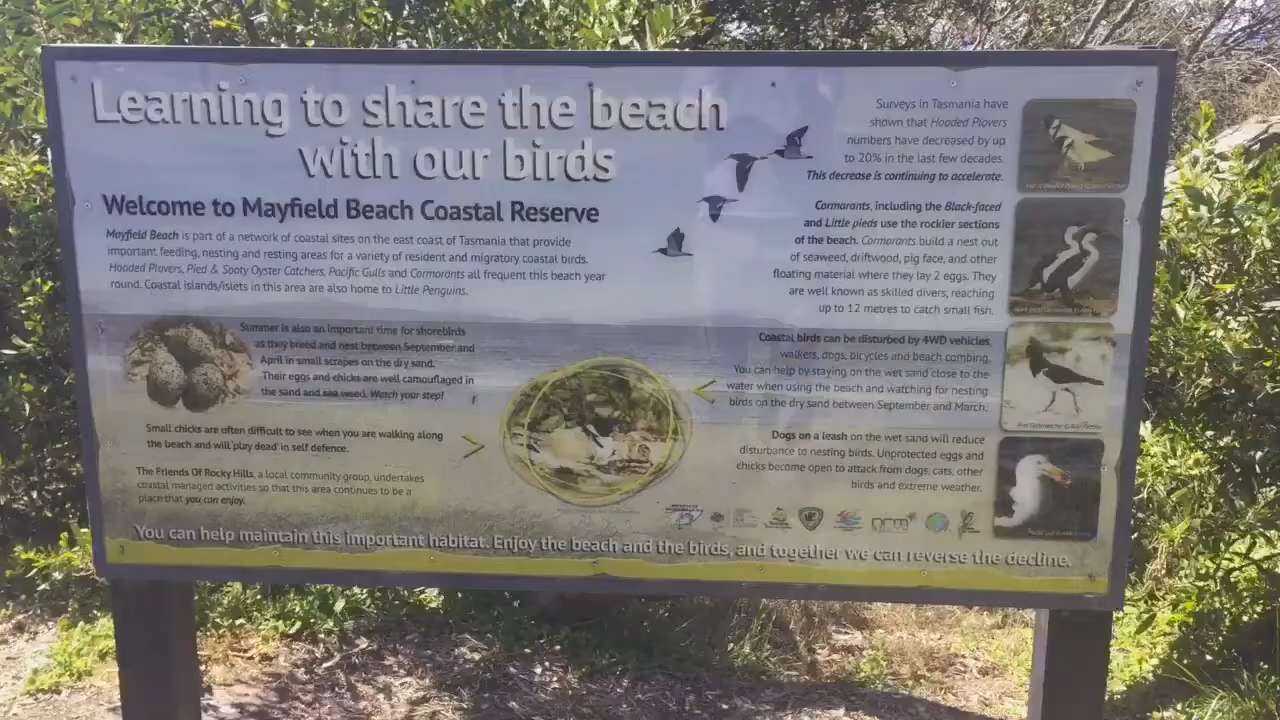 Learning to share the beach
with our birds
Welcome to Mayfield Beach Coastal Reserve
Mayfield Beach is part of a network of coastal sites on the east coast of Tasmania that provide
important feeding, nesting and resting areas for a variety of resident and migratory coastal birds.
Hooded Plovers, Pied & Sooty Oyster Catchers, Pacific Gulls and Cormorants all frequent this beach year
round. Coastal islands/islets in this area are also home to Little Penguins.
Summer is also an important time for shorebirds
as they breed and nest between September and
April in small scrapes on the dry sand.
Their eggs and chicks are well camouflaged in
the sand and sea weed. Watch your step!
Small chicks are often difficult to see when you are walking along
the beach and will 'play dead' in self defence.
The Friends Of Rocky Hills, a local community group, undertakes
coastal managed activities so that this area continues to be a
place that you can enjoy.
Surveys in Tasmania have
shown that Hooded Plovers
numbers have decreased by up
to 20% in the last few decades.
This decrease is continuing to accelerate.
Cormorants, including the Black-faced
and Little pieds use the rockier sections
of the beach. Cormorants build a nest out
of seaweed, driftwood, pig face, and other
floating material where they lay 2 eggs. They
are well known as skilled divers, reaching
up to 12 metres to catch small fish.
Coastal birds can be disturbed by 4WD vehicles,
walkers, dogs, bicycles and beach combing.
You can help by staying on the wet sand close to the
water when using the beach and watching for nesting
birds on the dry sand between September and March.
Dogs on a leash on the wet sand will reduce
disturbance to nesting birds. Unprotected eggs and
chicks become open to attack from dogs, cats, other
birds and extreme weather.
You can help maintain this important habitat. Enjoy the beach and the birds, and together we can reverse the decline.